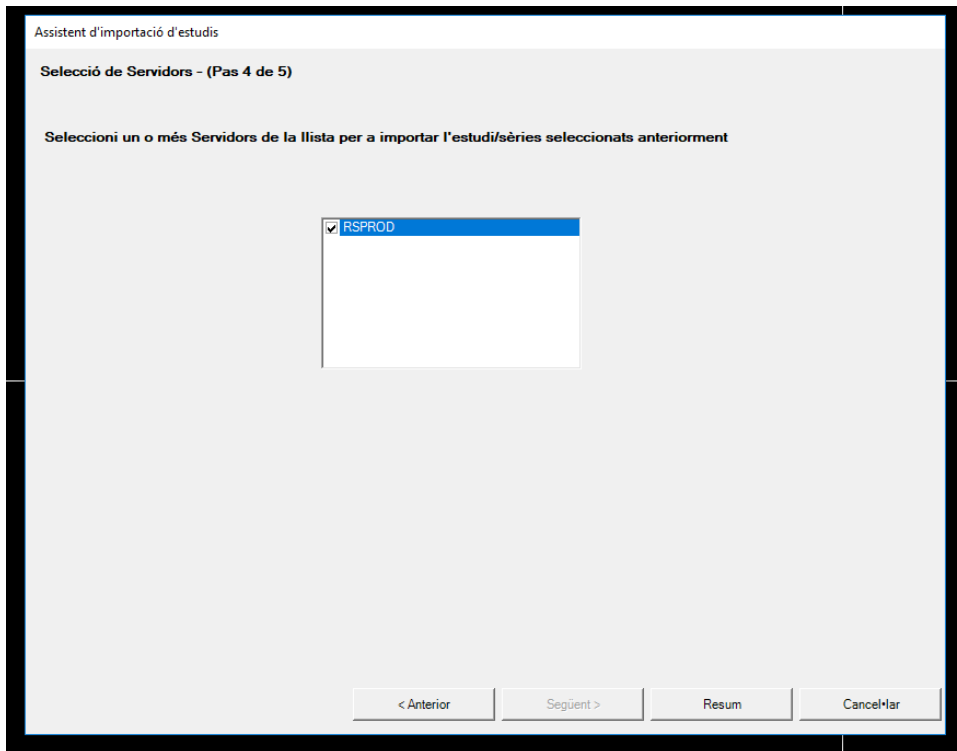 Assistent d'importació d'estudis
Selecció de Servidors - (Pas 4 de 5)
Seleccioni un o més Servidors de la llista per a importar l'estudi/sèries seleccionats anteriorment
RSPROD
< Anterior
Següent >
Resum
Cancel•lar